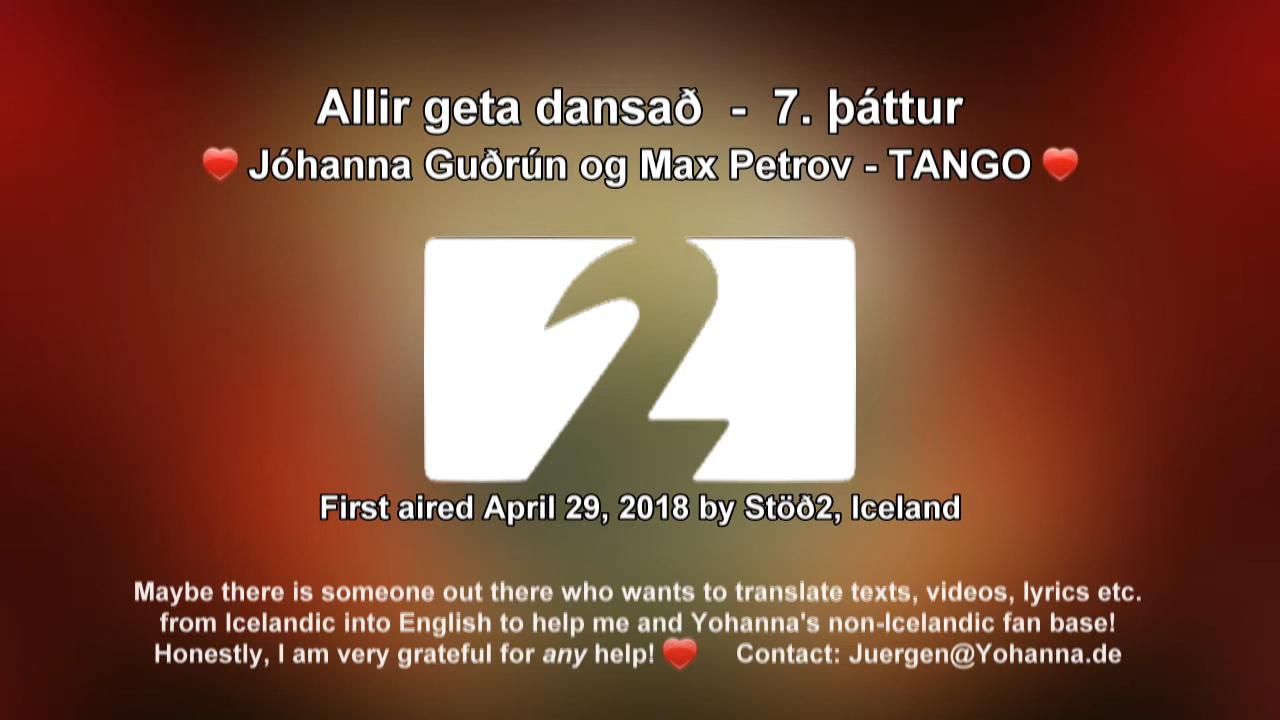 Allir geta dansað - 7. þáttur
Jóhanna Guðrún og Max Petrov - TANGO
2
First aired April 29, 2018 by Stöð2, Iceland
Maybe there is someone out there who wants to translate texts, videos, lyrics etc.
from Icelandic into English to help me and Yohanna's non-Icelandic fan base!
Honestly, I am very grateful for any help! Contact: Juergen@Yohanna.de